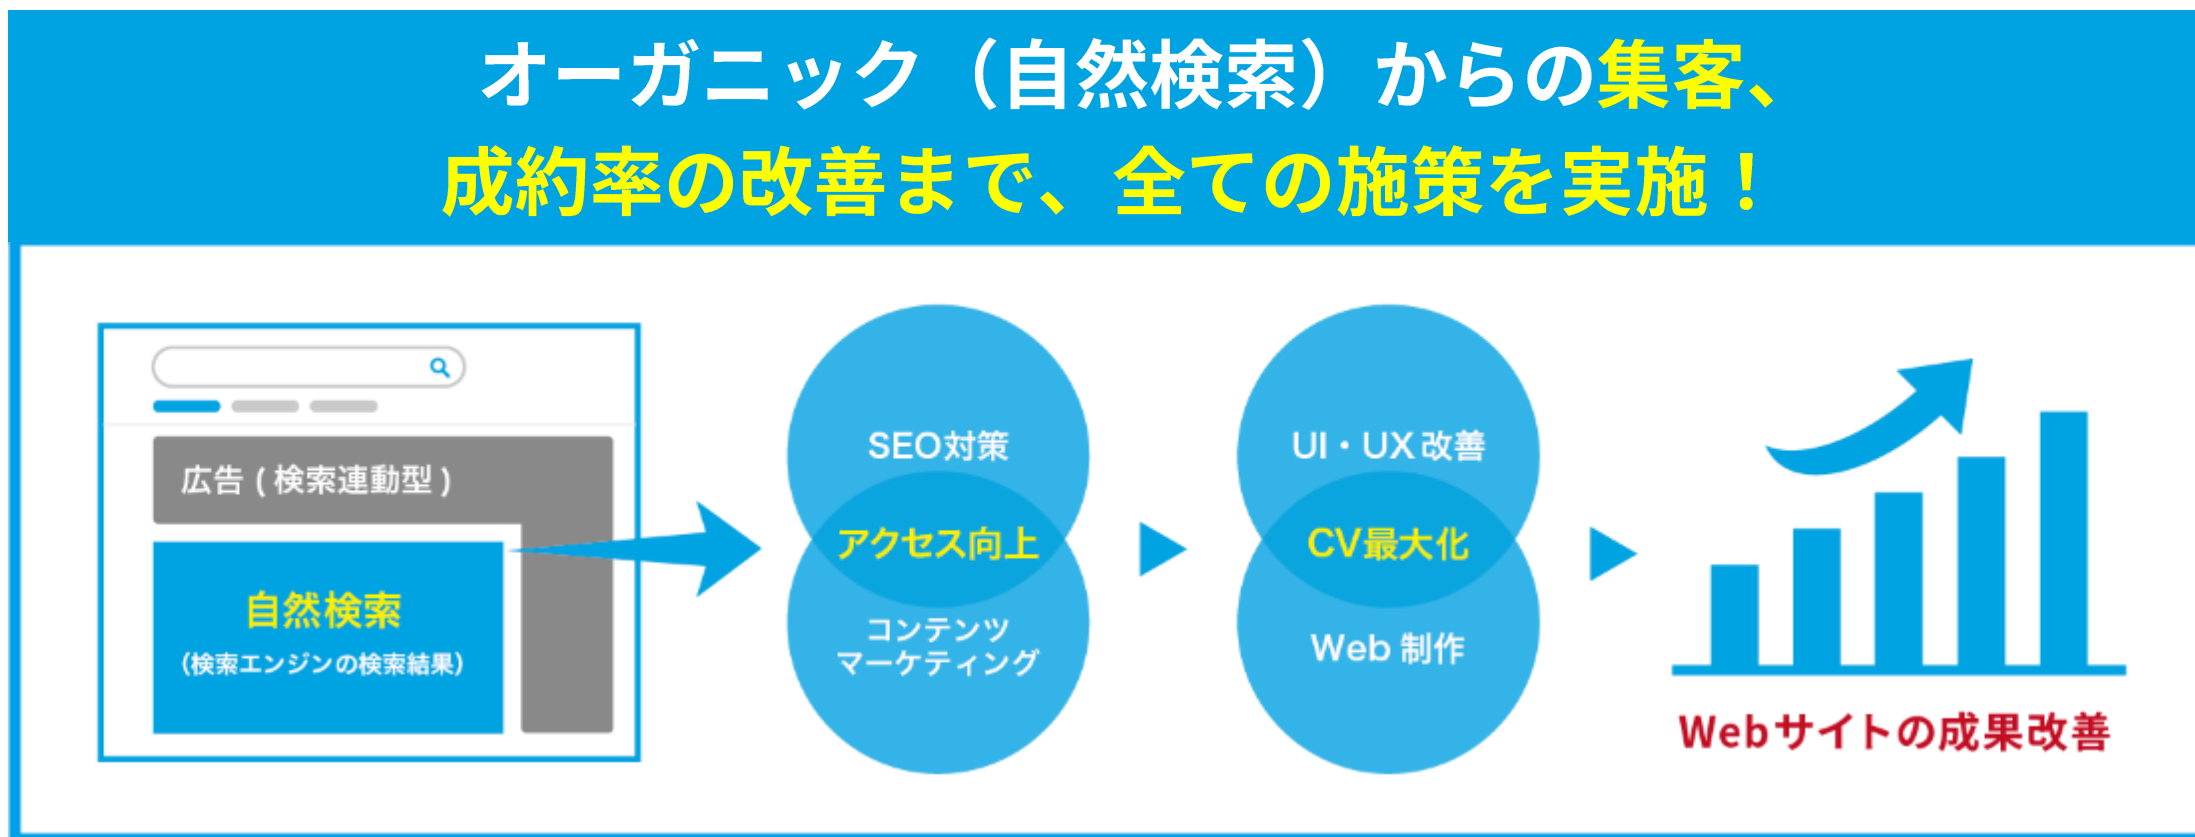 オーガニック（自然検索）からの集客、
成約率の改善まで、全ての施策を実施！
広告 ( 検索連動型 )
自然検索
（検索エンジンの検索結果）
SEO対策
アクセス向上
コンテンツ
マーケティング
UI・UX 改善
CV最大化
Web 制作
Webサイトの成果改善